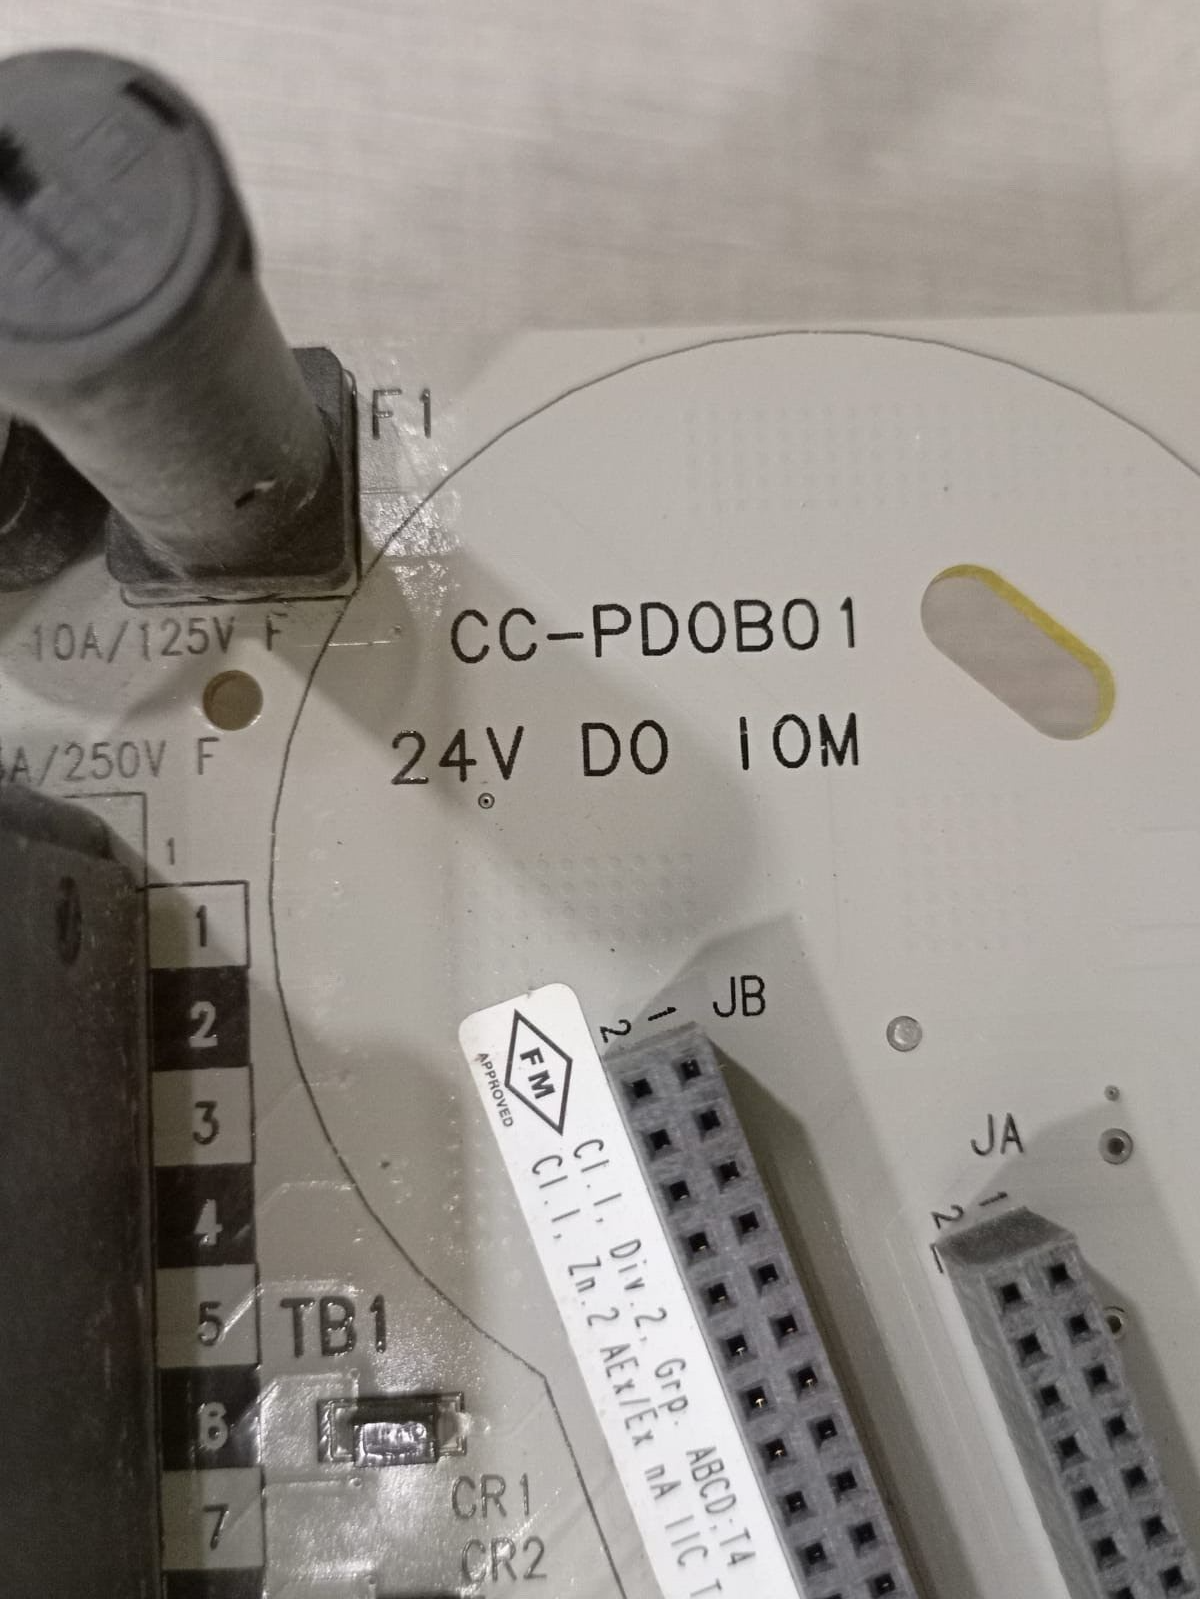 F1
CC-PDOB01
10A/125V F
24V DO IOM
A/250V F
1
1
2
3
4
5
6
7
TB1
CR1
CR2
JB
2 1
FM
APPROVED
Cl.I, Div.2, Grp. ABCD;T4
Cl.I, Zn.2 AEx/Ex nA IIC T
JA
2 1